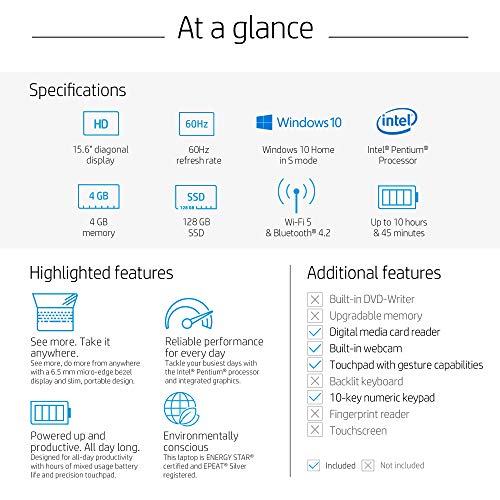 At a glance
Specifications
HD
60Hz
Windows 10
intel®
15.6" diagonal
display
60Hz
refresh rate
Windows 10 Home
in S mode
Intel® Pentium®
Processor
4 GB
SSD
128 GB
4 GB
memory
128 GB
SSD
Wi-Fi 5
& Bluetooth® 4.2
Up to 10 hours
& 45 minutes
Highlighted features
See more. Take it
anywhere.
See more, do more from anywhere
with a 6.5 mm micro-edge bezel
display and slim, portable design.
Reliable performance
for every day
Tackle your busiest days with
the Intel® Pentium® processor
and integrated graphics.
Powered up and
productive. All day long.
Designed for all-day productivity
with hours of mixed usage battery
life and precision touchpad.
Environmentally
conscious
This laptop is ENERGY STAR®
certified and EPEAT® Silver
registered.
Additional features
Built-in DVD-Writer
Upgradable memory
Digital media card reader
Built-in webcam
Touchpad with gesture capabilities
Backlit keyboard
10-key numeric keypad
Fingerprint reader
Touchscreen
Included
Not included